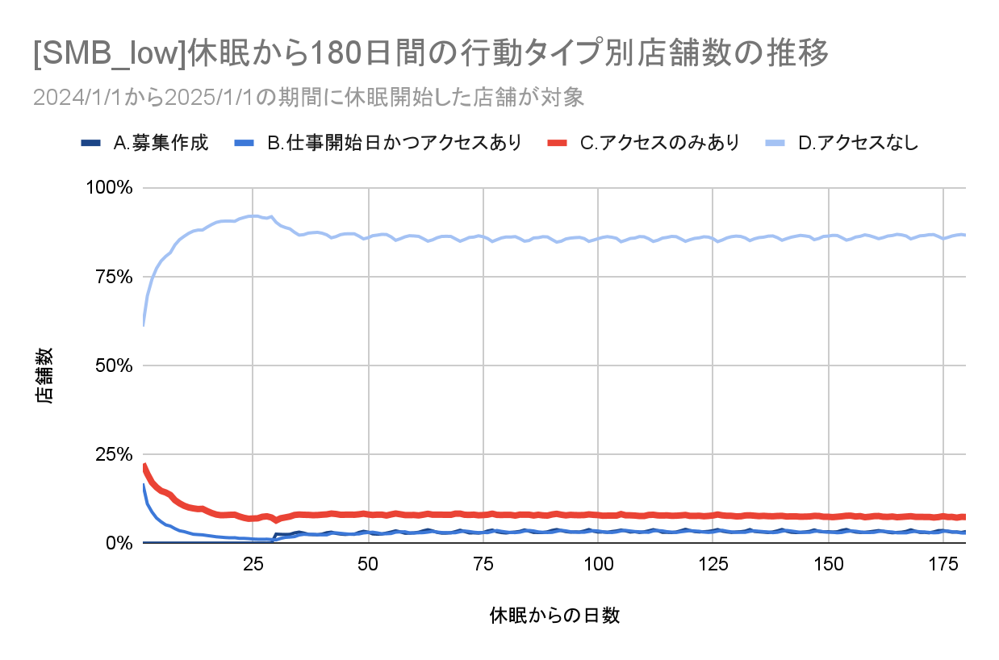 [SMB_low]休眠から180日間の行動タイプ別店舗数の推移
2024/1/1から2025/1/1の期間に休眠開始した店舗が対象
A.募集作成 B.仕事開始日かつアクセスあり C.アクセスのみあり D.アクセスなし
100%
75%
50%
25%
0%
店舗数
25 50 75 100 125 150 175
休眠からの日数